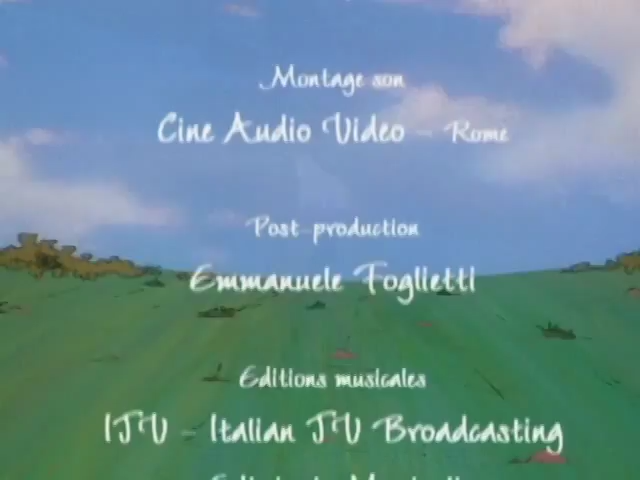 Montage son
Cine Audio Video – Rome
Post production
Emmanuele Foglietti
Editions musicales
ITV – Italian TV Broadcasting